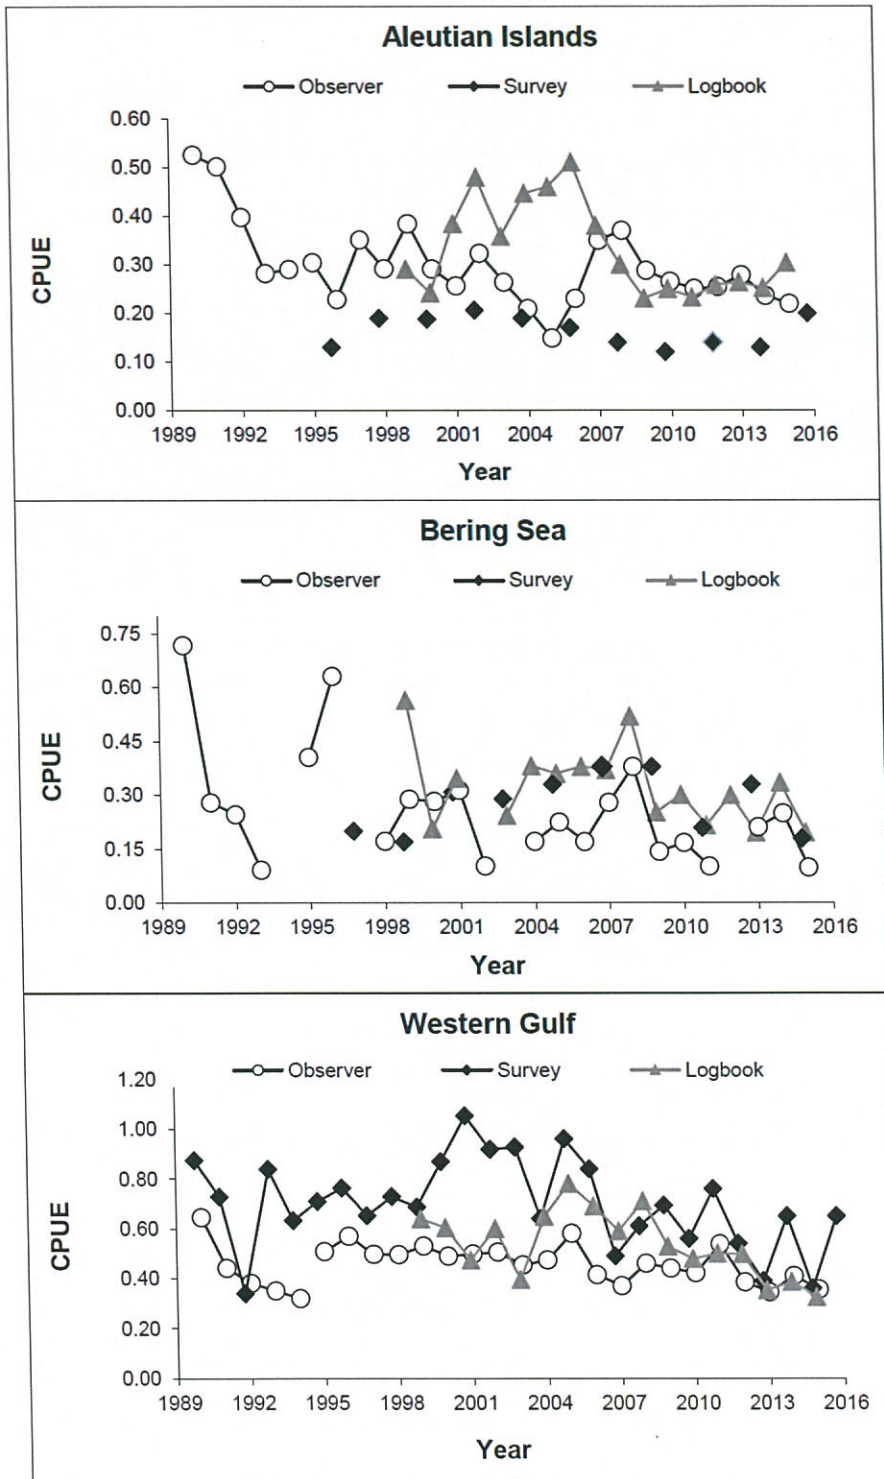 Aleutian Islands
Observer Survey Logbook
0.60
0.50
0.40
0.30
0.20
0.10
0.00
CPUE
1989 1992 1995 1998 2001 2004 2007 2010 2013 2016
Year
Bering Sea
Observer Survey Logbook
0.75
0.60
0.45
0.30
0.15
0.00
CPUE
1989 1992 1995 1998 2001 2004 2007 2010 2013 2016
Year
Western Gulf
Observer Survey Logbook
1.20
1.00
0.80
0.60
0.40
0.20
0.00
CPUE
1989 1992 1995 1998 2001 2004 2007 2010 2013 2016
Year